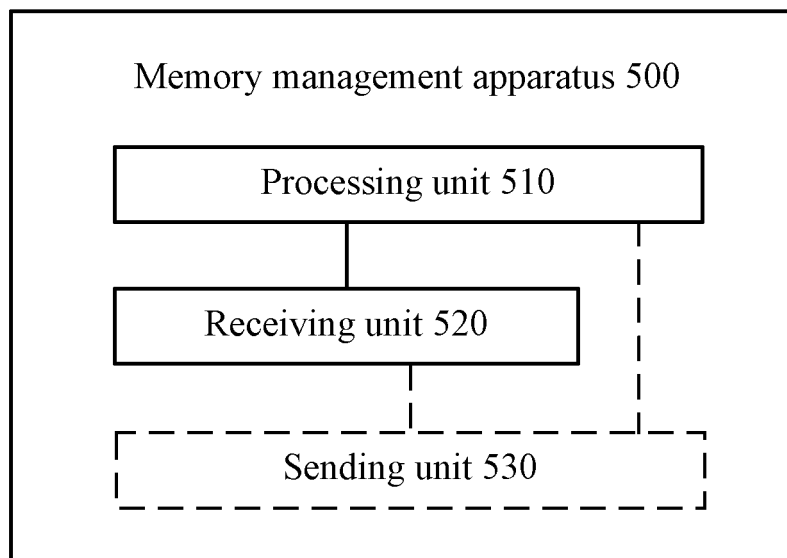 Memory management apparatus 500
Processing unit 510
Receiving unit 520
Sending unit 530